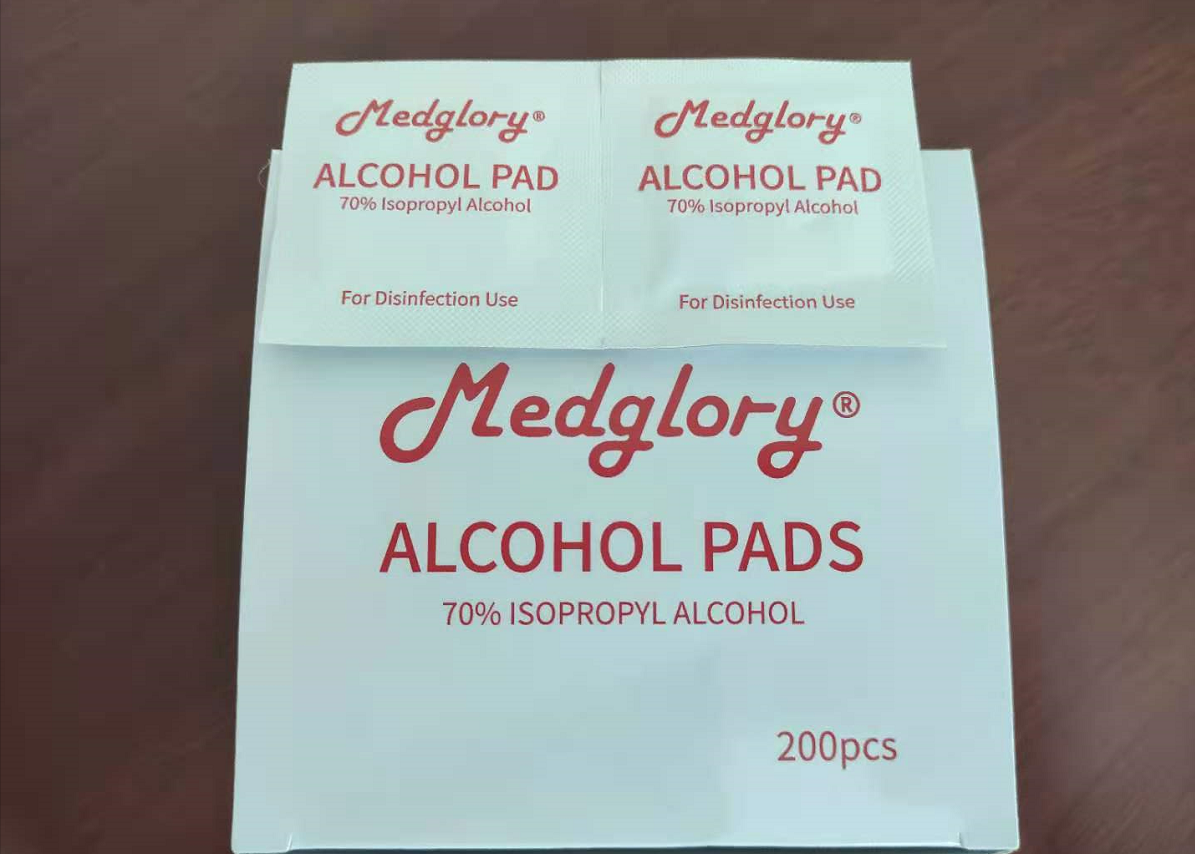 Medglory®
ALCOHOL PAD
70% Isopropyl Alcohol
For Disinfection Use
Medglory®
ALCOHOL PAD
70% Isopropyl Alcohol
For Disinfection Use
Medglory®
ALCOHOL PADS
70% ISOPROPYL ALCOHOL
200pcs